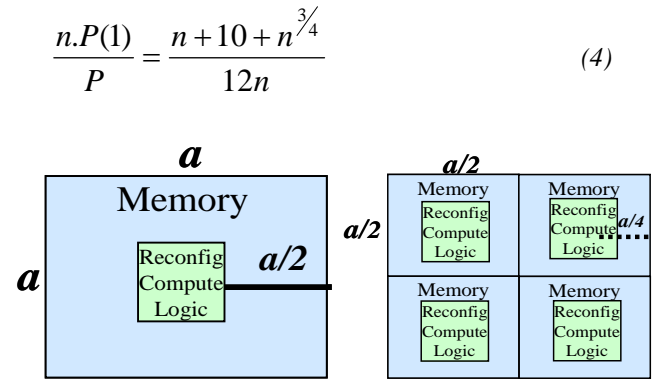 n.P(1) / P = n + 10 + n^{3/4} / 12n (4)
a
a
Memory
Reconfig
Compute
Logic
a/2
a/2
a/2
Memory
Reconfig
Compute
Logic
Memory
Reconfig
Compute
Logic
a/4
Memory
Reconfig
Compute
Logic
Memory
Reconfig
Compute
Logic